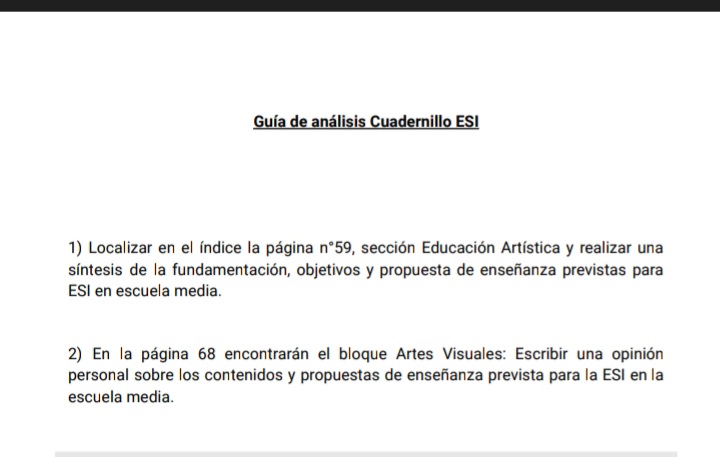 Guía de análisis Cuadernillo ESI
1) Localizar en el índice la página n°59, sección Educación Artística y realizar una
síntesis de la fundamentación, objetivos y propuesta de enseñanza previstas para
ESI en escuela media.
2) En la página 68 encontrarán el bloque Artes Visuales: Escribir una opinión
personal sobre los contenidos y propuestas de enseñanza prevista para la ESI en la
escuela media.